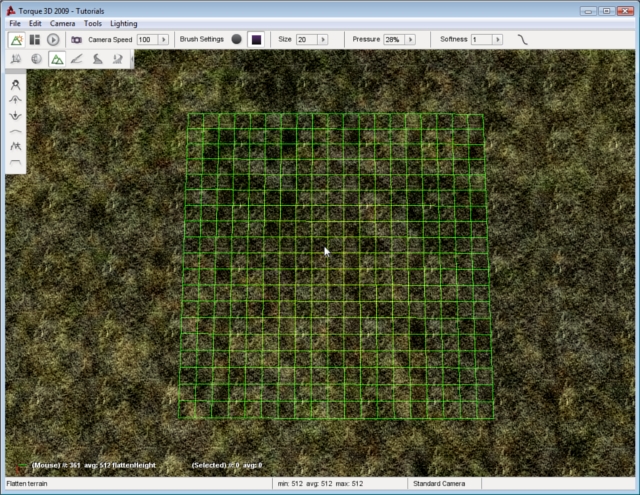 Torque 3D 2009 - Tutorials
File Edit Camera Tools Lighting
Camera Speed 100 Brush Settings Size 20 Pressure 28% Softness 1
(Mouse) #: 361 avg: 512 flattenHeight (Selected) #: 0 avg: 0
Flatten terrain min: 512 avg: 512 max: 512 Standard Camera